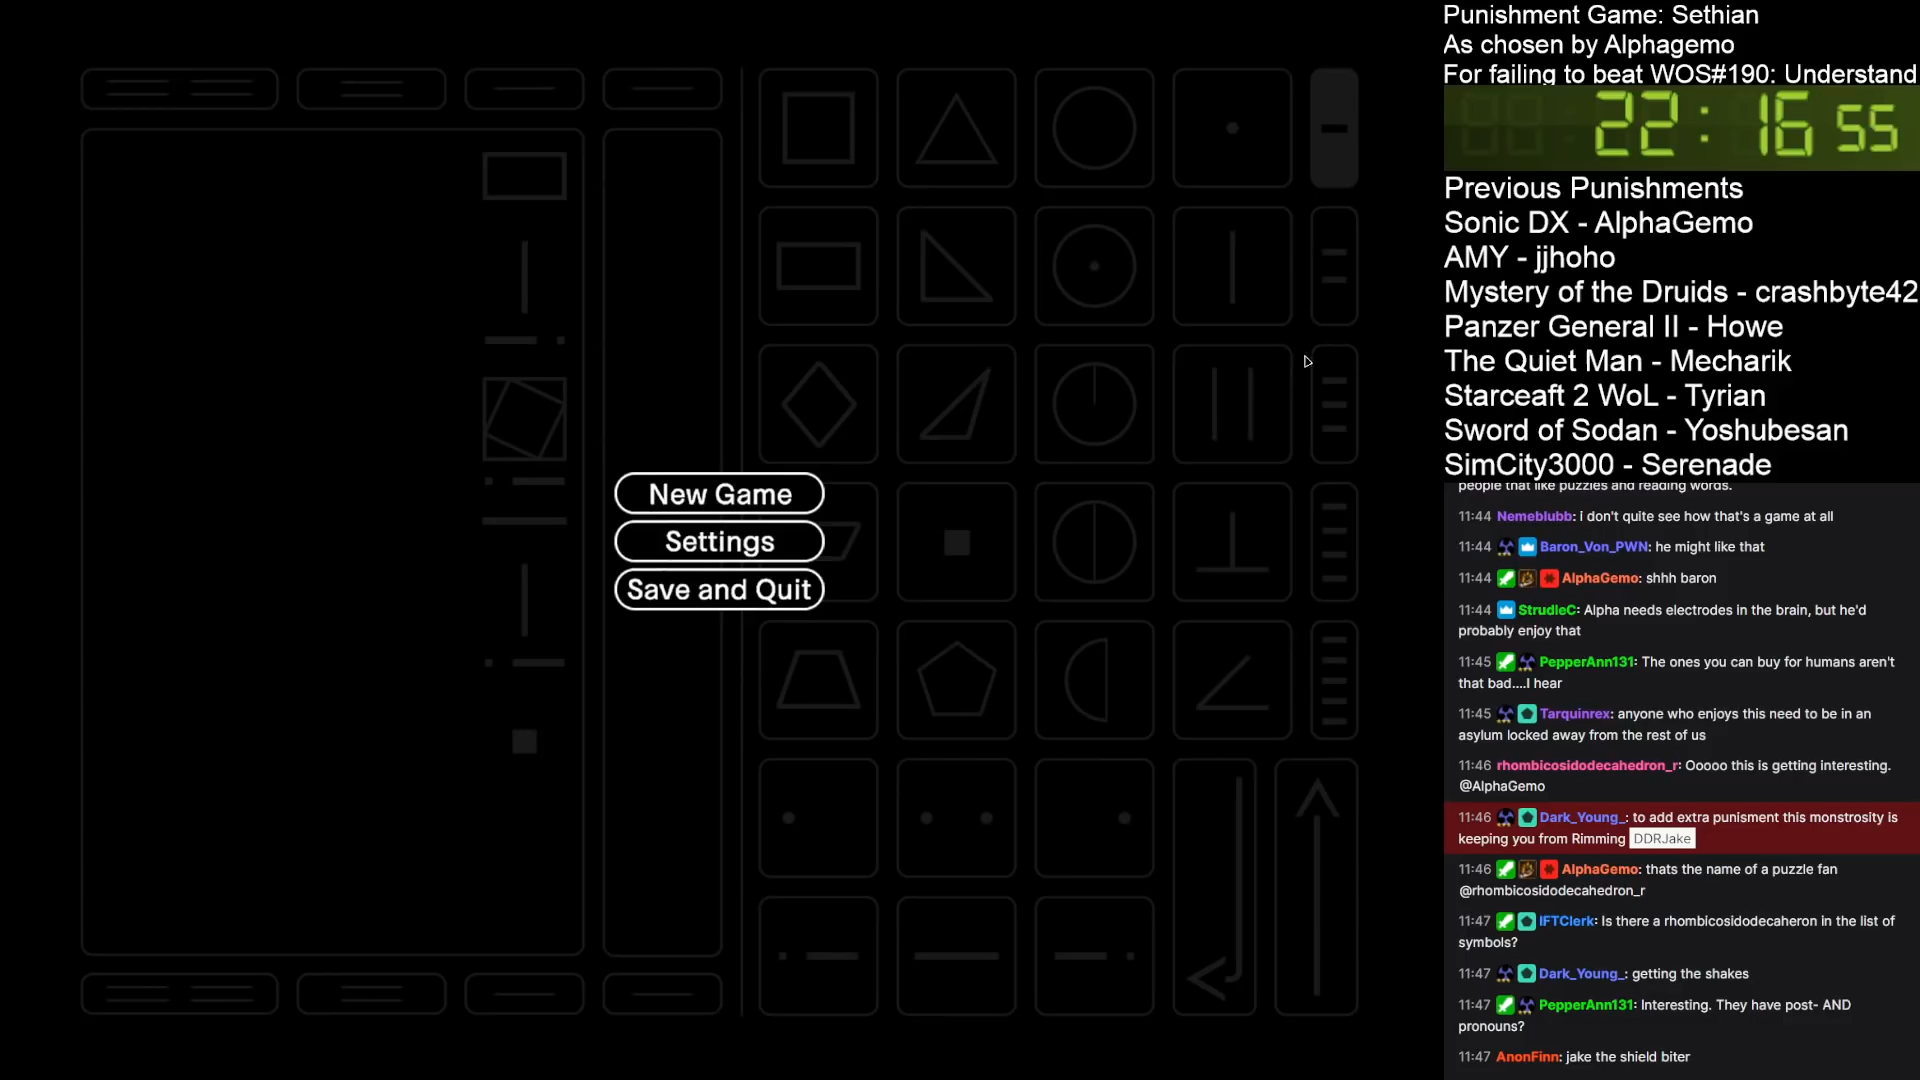 New Game
Settings
Save and Quit
Punishment Game: Sethian
As chosen by Alphagemo
For failing to beat WOS#190: Understand
22:16 55
Previous Punishments
Sonic DX - AlphaGemo
AMY - jjhoho
Mystery of the Druids - crashbyte42
Panzer General II - Howe
The Quiet Man - Mecharik
Starceaft 2 WoL - Tyrian
Sword of Sodan - Yoshubesan
SimCity3000 - Serenade
people that like puzzles and reading words.
11:44 Nemeblubb: i don't quite see how that's a game at all
11:44 Baron_Von_PWN: he might like that
11:44 AlphaGemo: shhh baron
11:44 StrudleC: Alpha needs electrodes in the brain, but he'd
probably enjoy that
11:45 PepperAnn131: The ones you can buy for humans aren't
that bad....I hear
11:45 Tarquinrex: anyone who enjoys this need to be in an
asylum locked away from the rest of us
11:46 rhombicosidodecahedron_r: Ooooo this is getting interesting.
@AlphaGemo
11:46 Dark_Young_: to add extra punisment this monstrosity is
keeping you from Rimming DDRJake
11:46 AlphaGemo: thats the name of a puzzle fan
@rhombicosidodecahedron_r
11:47 IFTClerk: Is there a rhombicosidodecaheron in the list of
symbols?
11:47 Dark_Young_: getting the shakes
11:47 PepperAnn131: Interesting. They have post- AND
pronouns?
11:47 AnonFinn: jake the shield biter